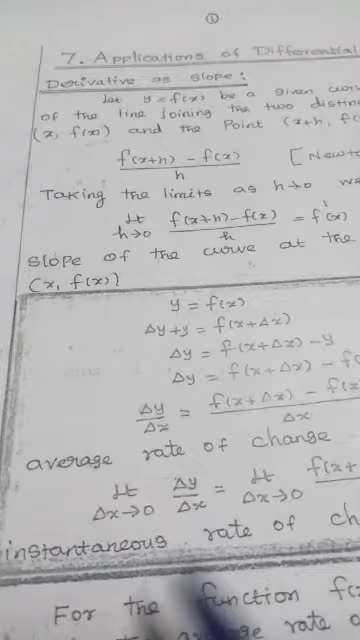 ①
7. Applications of Differential
Derivative as slope:
Let y = f(x) be a given curv
of the line joining the two distin
(x, f(x)) and the Point (x+h, f(
f(x+h) - f(x) / h [Newto
Taking the limits as h→0 we
lt h→0 f(x+h)-f(x) / h = f'(x)
slope of the curve at the
(x, f(x))
y = f(x)
Δy+y = f(x+Δx)
Δy = f(x+Δx) -y
Δy = f(x+Δx) - f(
Δy/Δx = f(x+Δx) - f(x / Δx
average rate of change
lt Δx→0 Δy/Δx = lt Δx→0 f(x+
instantaneous rate of ch
For the function f(x
rate o